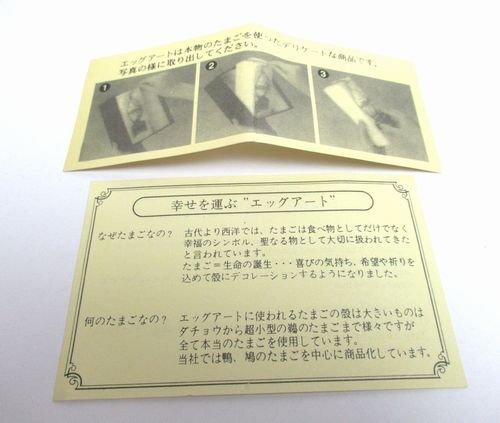 エッグアートは本物のたまごを使ったデリケートな商品です。
写真の様に取り出してください。
1
2
3
幸せを運ぶ"エッグアート"
なぜたまごなの？
古代より西洋では、たまごは食べ物としてだけでなく
幸福のシンボル、聖なる物として大切に扱われてきた
と言われています。
たまご＝生命の誕生・・・喜びの気持ち、希望や祈りを
込めて殻にデコレーションするようになりました。
何のたまごなの？
エッグアートに使われるたまごの殻は大きいものは
ダチョウから超小型の鶉のたまごまで様々ですが
全て本当のたまごを使用しています。
当社では鴨、鳩のたまごを中心に商品化しています。